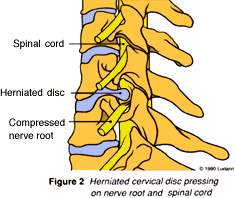 Spinal cord
Herniated disc
Compressed
nerve root
© 1990 Ludann
Figure 2 Herniated cervical disc pressing
on nerve root and spinal cord